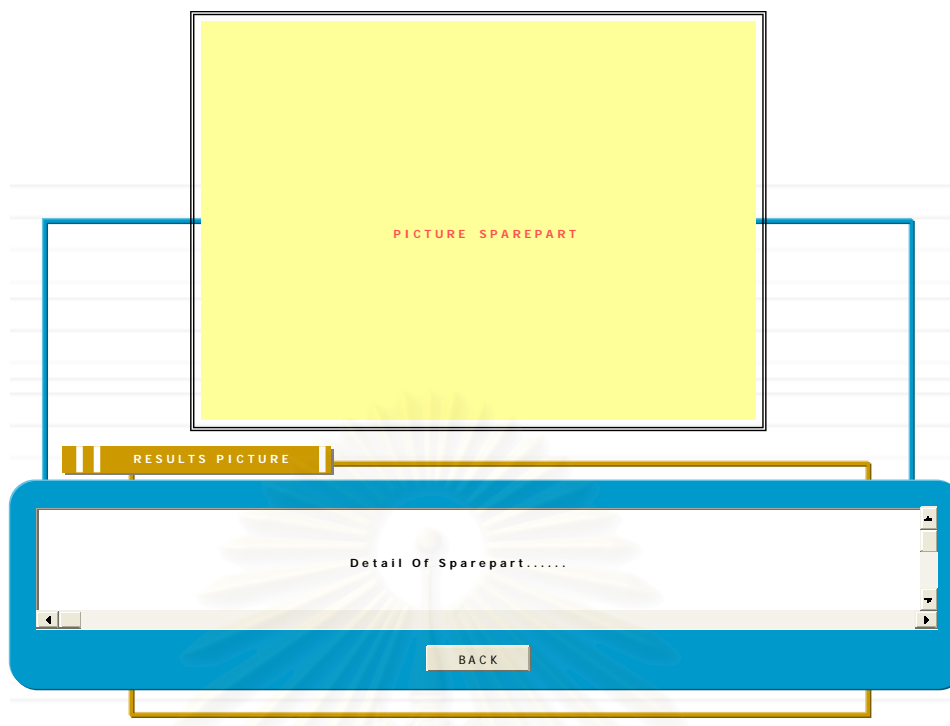 PICTURE SPAREPART
RESULTS PICTURE
Detail Of Sparepart......
BACK